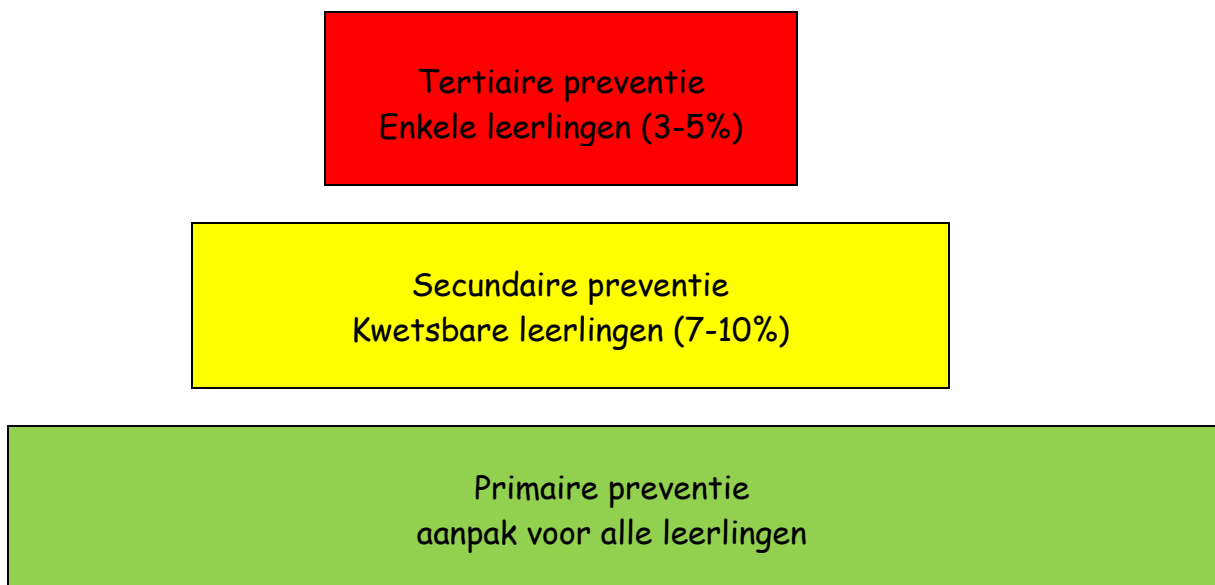 Tertiaire preventie
Enkele leerlingen (3-5%)
Secundaire preventie
Kwetsbare leerlingen (7-10%)
Primaire preventie
aanpak voor alle leerlingen